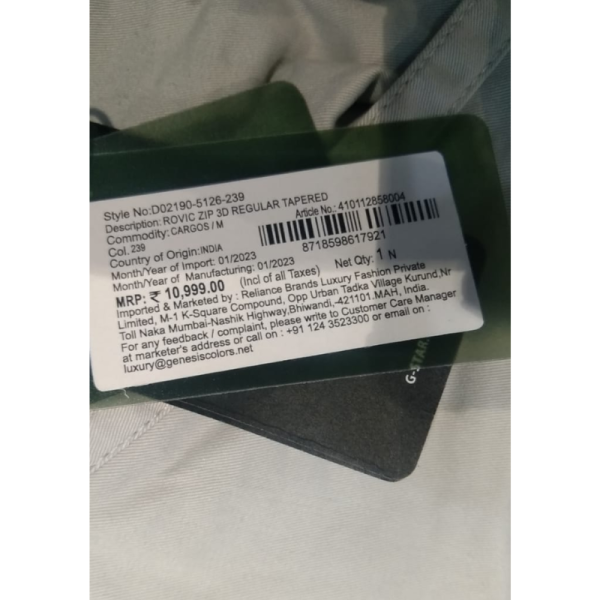 Style No:D02190-5126-239
Description: ROVIC ZIP 3D REGULAR TAPERED
Commodity: CARGOS / M
Article No.: 410112858004
Col. 239
Country of Origin: INDIA
8718598617921
Month/Year of Import: 01/2023
Month/Year of Manufacturing: 01/2023
Net Qty: 1 N
MRP: ₹ 10,999.00 (Incl of all Taxes)
Imported & Marketed by : Reliance Brands Luxury Fashion Private
Limited, M-1 K-Square Compound, Opp Urban Tadka Village Kurund,Nr
Toll Naka Mumbai-Nashik Highway,Bhiwandi,-421101.MAH, India.
For any feedback / complaint, please write to Customer Care Manager
at marketer's address or call on : +91 124 3523300 or email on :
luxury@genesiscolors.net
G-STAR